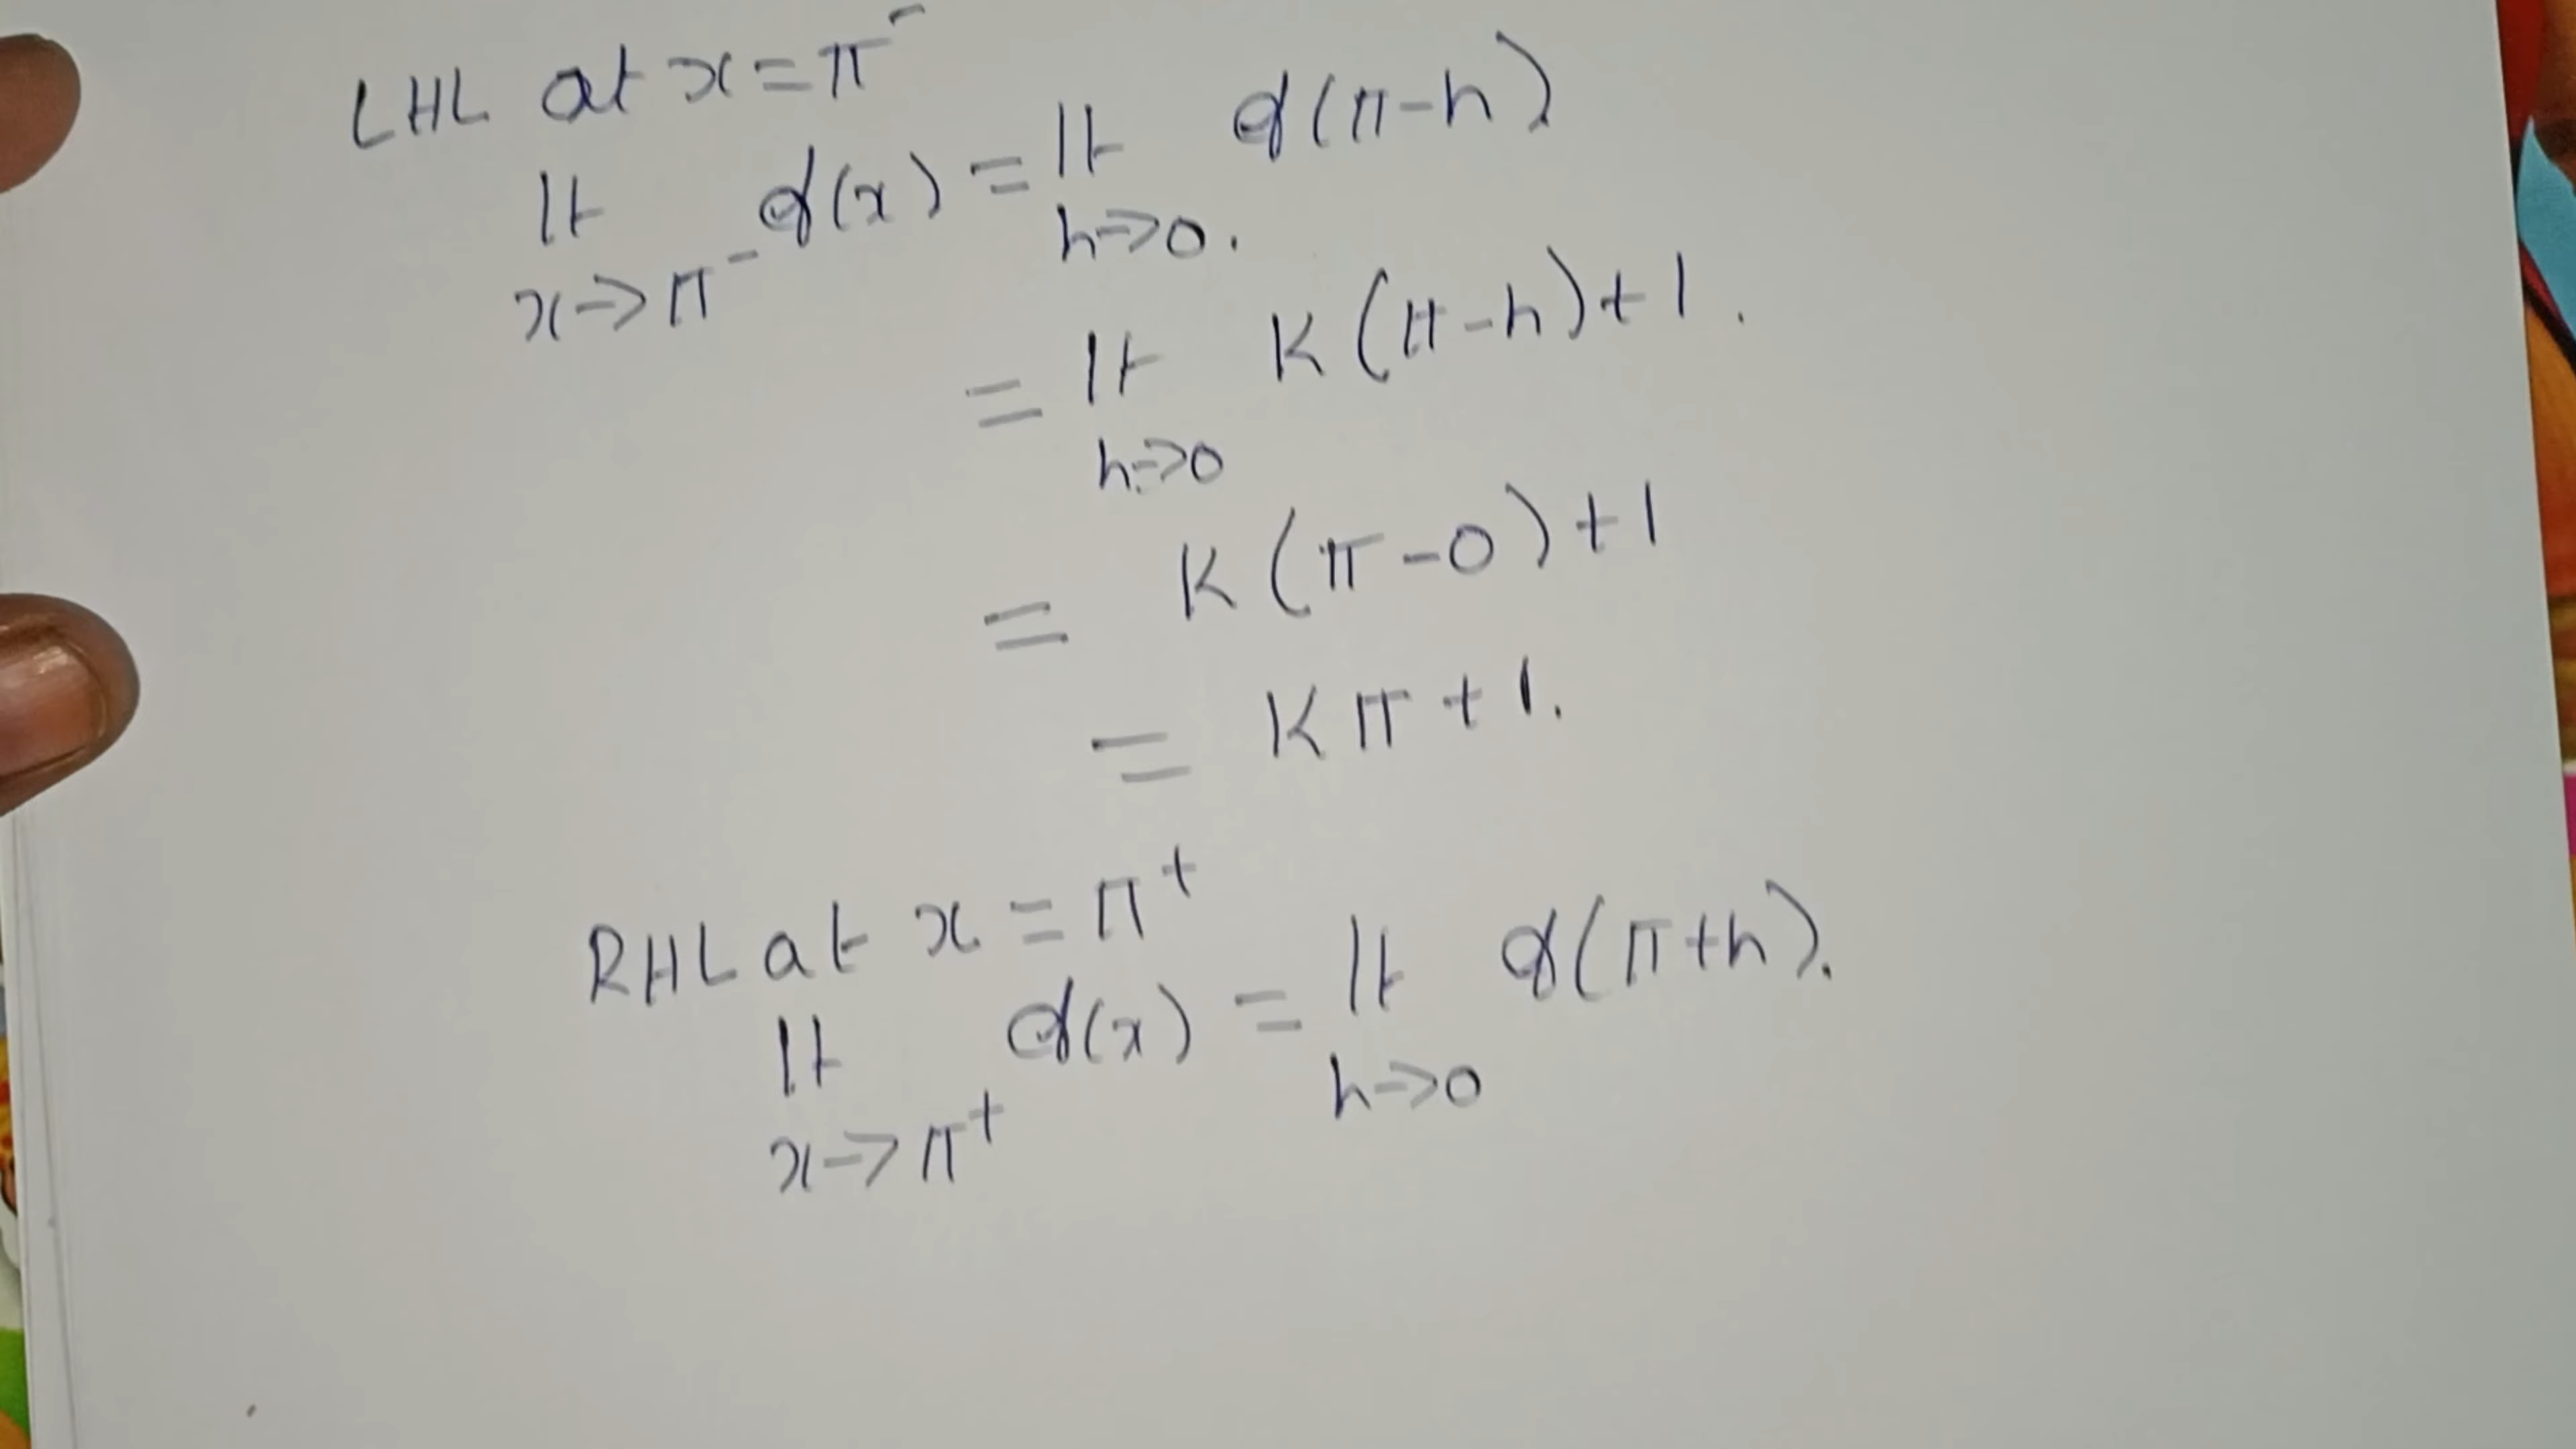 LHL at x = π⁻
lt f(x) = lt f(π-h)
x→π⁻ h→0.
= lt K(π-h)+1.
h→0
= K(π-0)+1
= Kπ+1.
RHL at x = π⁺
lt f(x) = lt f(π+h).
x→π⁺ h→0